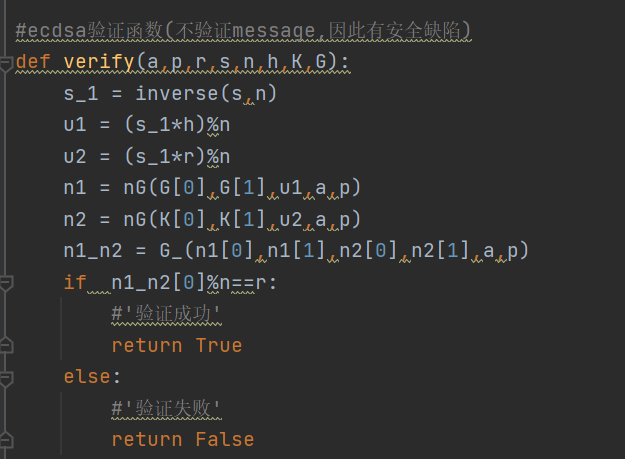 #ecdsa验证函数(不验证message,因此有安全缺陷)
def verify(a,p,r,s,n,h,K,G):
    s_1 = inverse(s,n)
    u1 = (s_1*h)%n
    u2 = (s_1*r)%n
    n1 = nG(G[0],G[1],u1,a,p)
    n2 = nG(K[0],K[1],u2,a,p)
    n1_n2 = G_(n1[0],n1[1],n2[0],n2[1],a,p)
    if  n1_n2[0]%n==r:
        #'验证成功'
        return True
    else:
        #'验证失败'
        return False